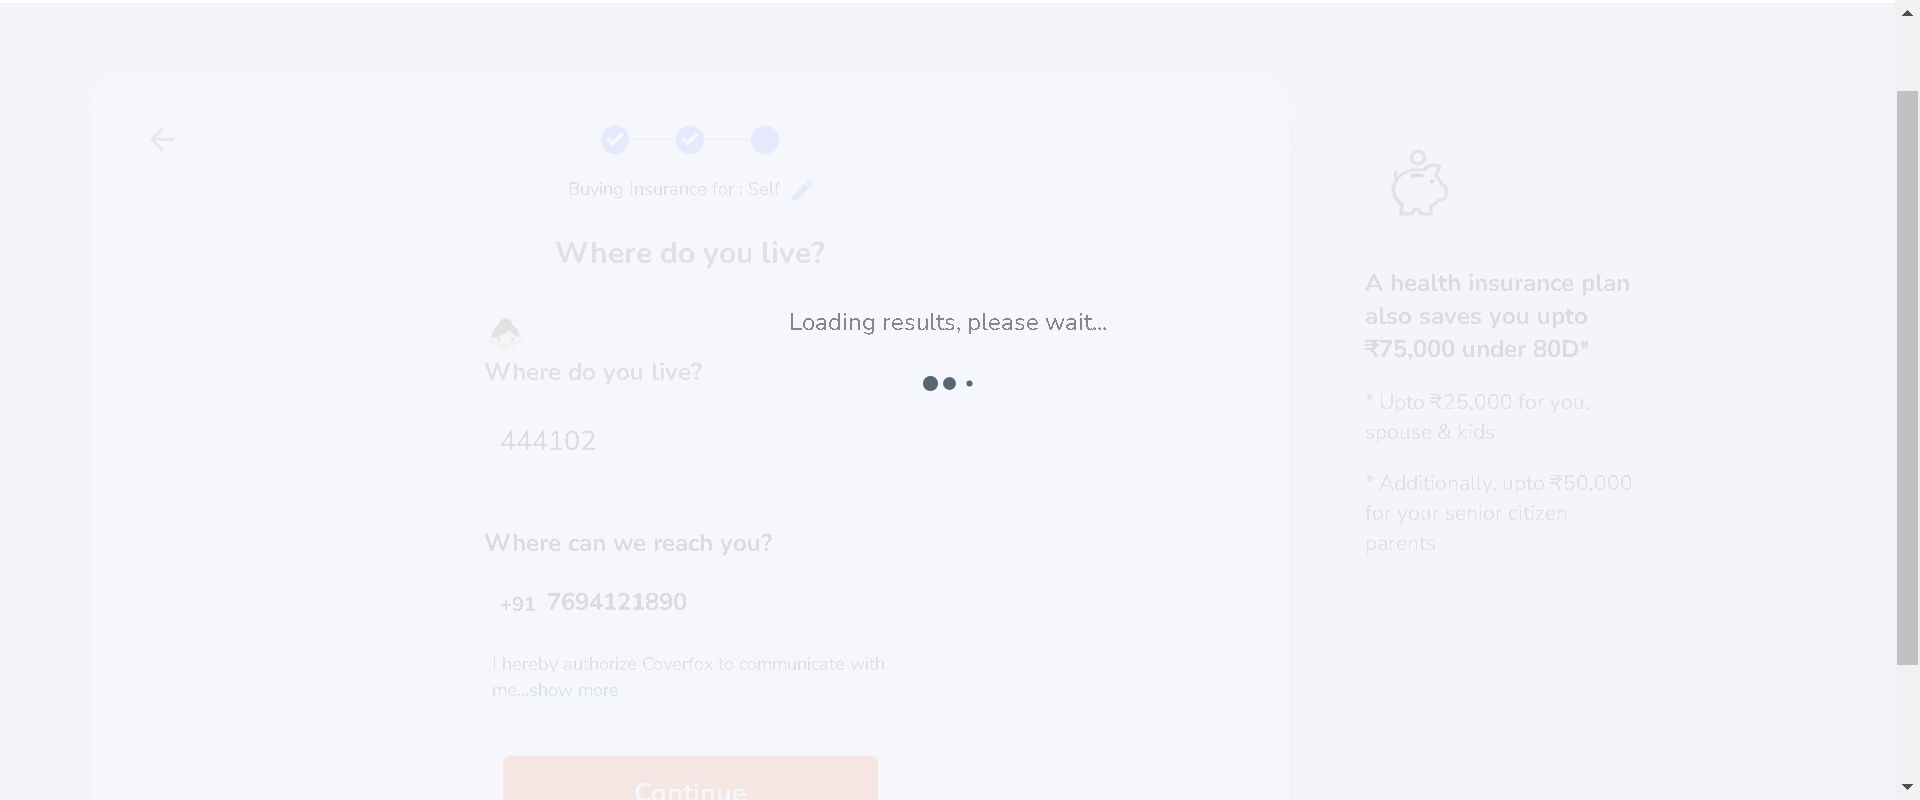 Buying Insurance for : Self
Where do you live?
Loading results, please wait...
Where do you live?
444102
Where can we reach you?
+91 7694121890
I hereby authorize Coverfox to communicate with
me...show more
Continue
A health insurance plan
also saves you upto
₹75,000 under 80D*
* Upto ₹25,000 for you,
spouse & kids
* Additionally, upto ₹50,000
for your senior citizen
parents